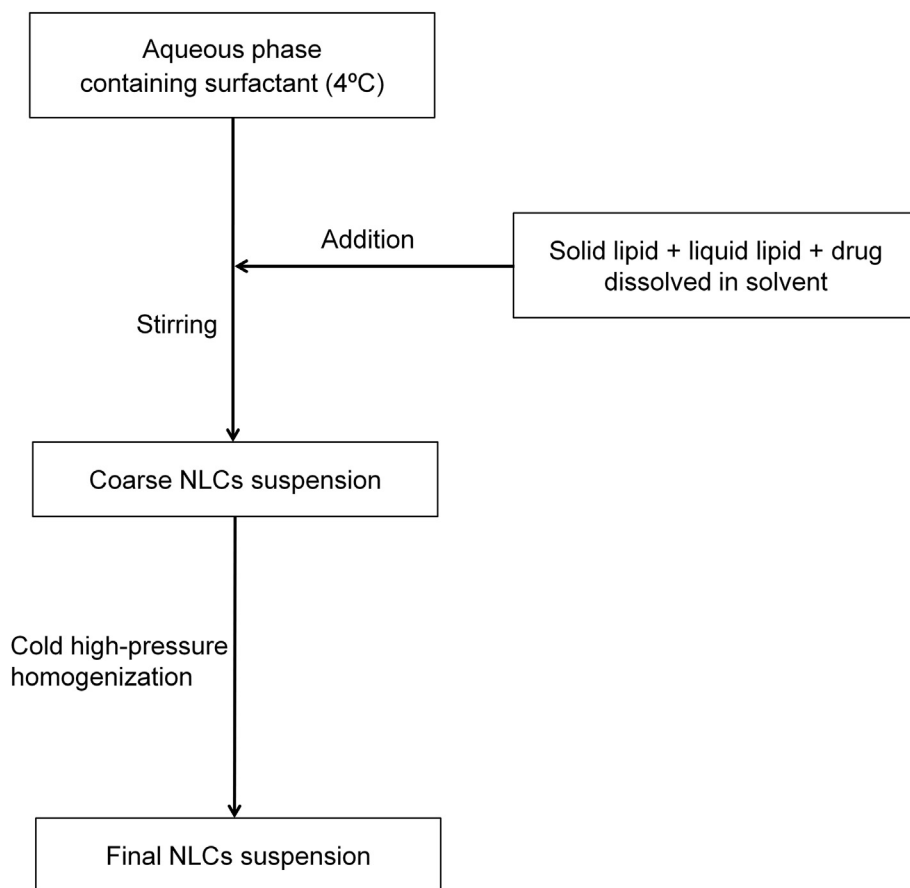 Aqueous phase
containing surfactant (4ºC)
Addition
Solid lipid + liquid lipid + drug
dissolved in solvent
Stirring
Coarse NLCs suspension
Cold high-pressure
homogenization
Final NLCs suspension